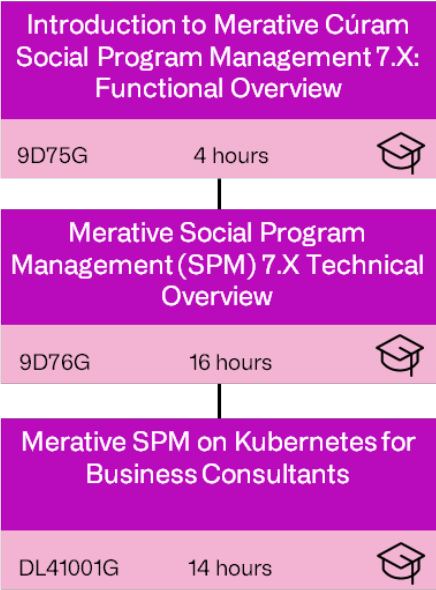 Introduction to Merative Cúram
Social Program Management 7.X:
Functional Overview
9D75G 4 hours
Merative Social Program
Management (SPM) 7.X Technical
Overview
9D76G 16 hours
Merative SPM on Kubernetes for
Business Consultants
DL41001G 14 hours